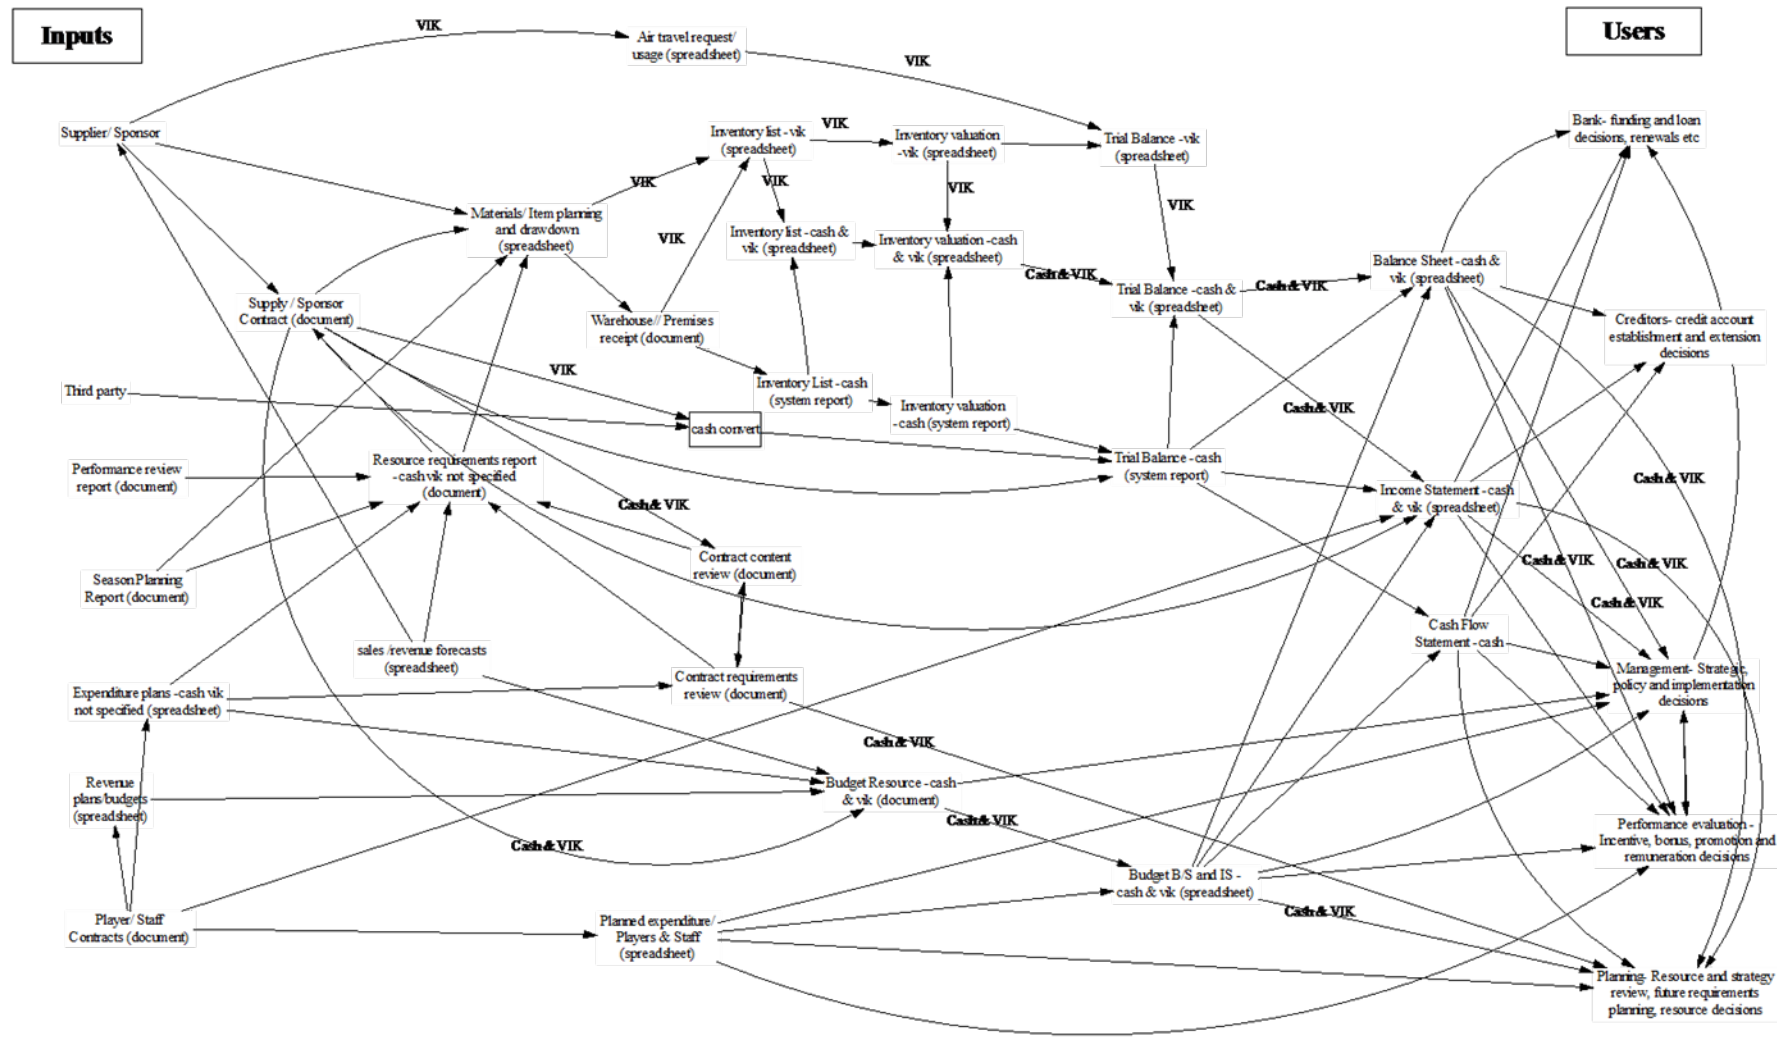 Inputs
Users
VIK
Air travel request/
usage (spreadsheet)
VIK
Supplier/ Sponsor
Inventory list - vik
(spreadsheet)
VIK
Inventory valuation
-vik (spreadsheet)
Trial Balance -vik
(spreadsheet)
Bank- funding and loan
decisions, renewals etc
VIK
VIK
VIK
VIK
Materials/ Item planning
and drawdown
(spreadsheet)
VIK
Inventory list -cash &
vik (spreadsheet)
Inventory valuation -cash
& vik (spreadsheet)
Cash & VIK
Trial Balance -cash &
vik (spreadsheet)
Cash & VIK
Balance Sheet -cash &
vik (spreadsheet)
Supply / Sponsor
Contract (document)
Warehouse// Premises
receipt (document)
Creditors- credit account
establishment and extension
decisions
VIK
Third party
Inventory List -cash
(system report)
Inventory valuation
-cash (system report)
cash convert
Cash & VIK
Performance review
report (document)
Resource requirements report
-cash vik not specified
(document)
Trial Balance -cash
(system report)
Income Statement -cash
& vik (spreadsheet)
Cash & VIK
Cash & VIK
Contract content
review (document)
Cash & VIK
Cash & VIK
Season Planning
Report (document)
Cash & VIK
sales /revenue forecasts
(spreadsheet)
Cash Flow
Statement -cash
Contract requirements
review (document)
Management- Strategic,
policy and implementation
decisions
Expenditure plans -cash vik
not specified (spreadsheet)
Cash & VIK
Revenue
plans/budgets
(spreadsheet)
Budget Resource -cash
& vik (document)
Cash & VIK
Cash & VIK
Performance evaluation -
Incentive, bonus, promotion and
remuneration decisions
Budget B/S and IS -
cash & vik (spreadsheet)
Cash & VIK
Player/ Staff
Contracts (document)
Planned expenditure/
Players & Staff
(spreadsheet)
Planning- Resource and strategy
review, future requirements
planning, resource decisions